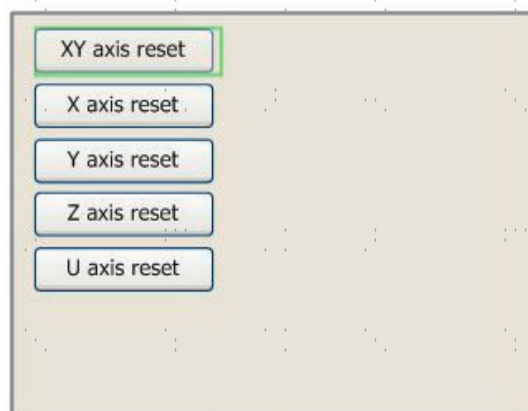 XY axis reset
X axis reset
Y axis reset
Z axis reset
U axis reset